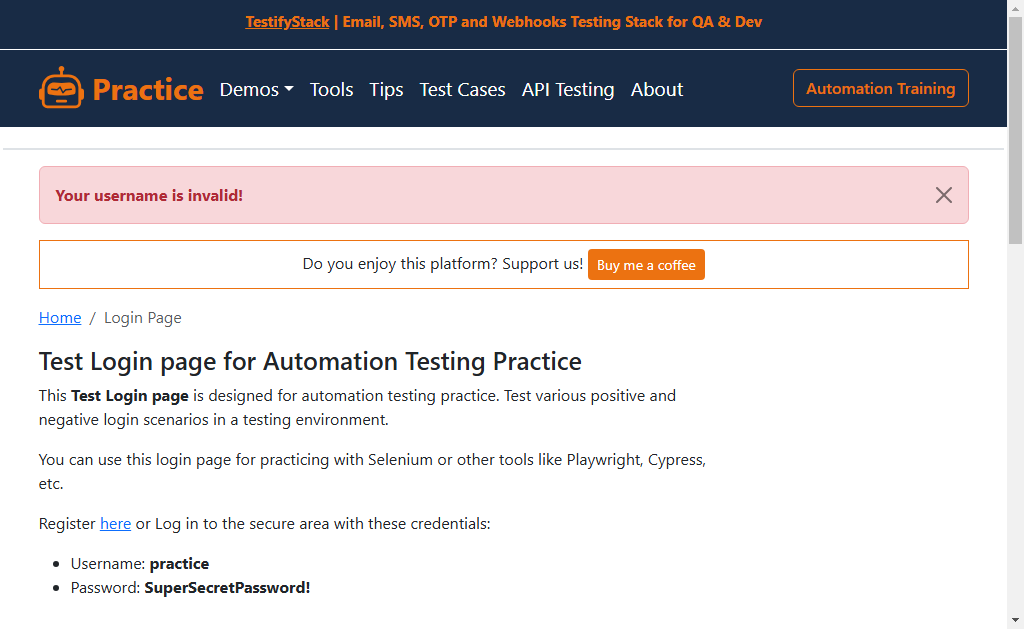 TestifyStack | Email, SMS, OTP and Webhooks Testing Stack for QA & Dev
Practice Demos Tools Tips Test Cases API Testing About Automation Training
Your username is invalid!
Do you enjoy this platform? Support us! Buy me a coffee
Home / Login Page
Test Login page for Automation Testing Practice
This Test Login page is designed for automation testing practice. Test various positive and
negative login scenarios in a testing environment.
You can use this login page for practicing with Selenium or other tools like Playwright, Cypress,
etc.
Register here or Log in to the secure area with these credentials:
• Username: practice
• Password: SuperSecretPassword!